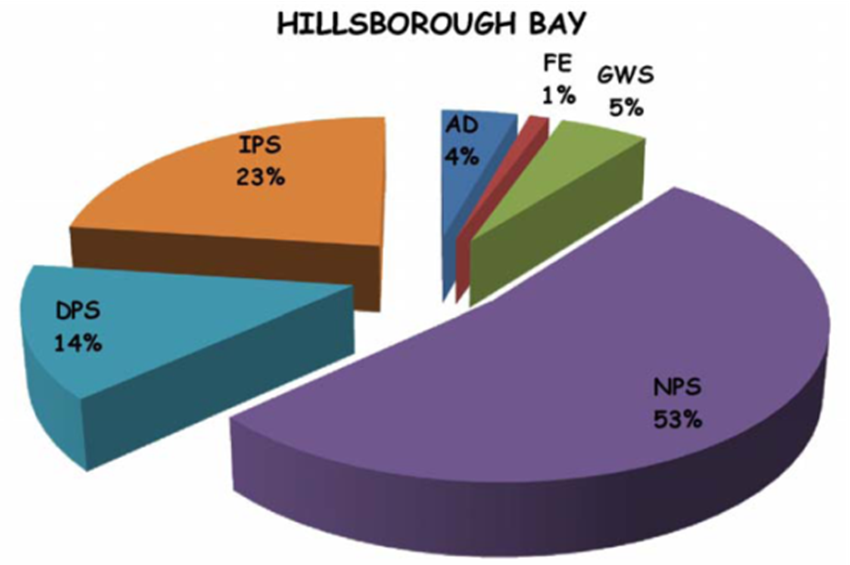 HILLSBOROUGH BAY
FE
1%
GWS
5%
AD
4%
IPS
23%
DPS
14%
NPS
53%